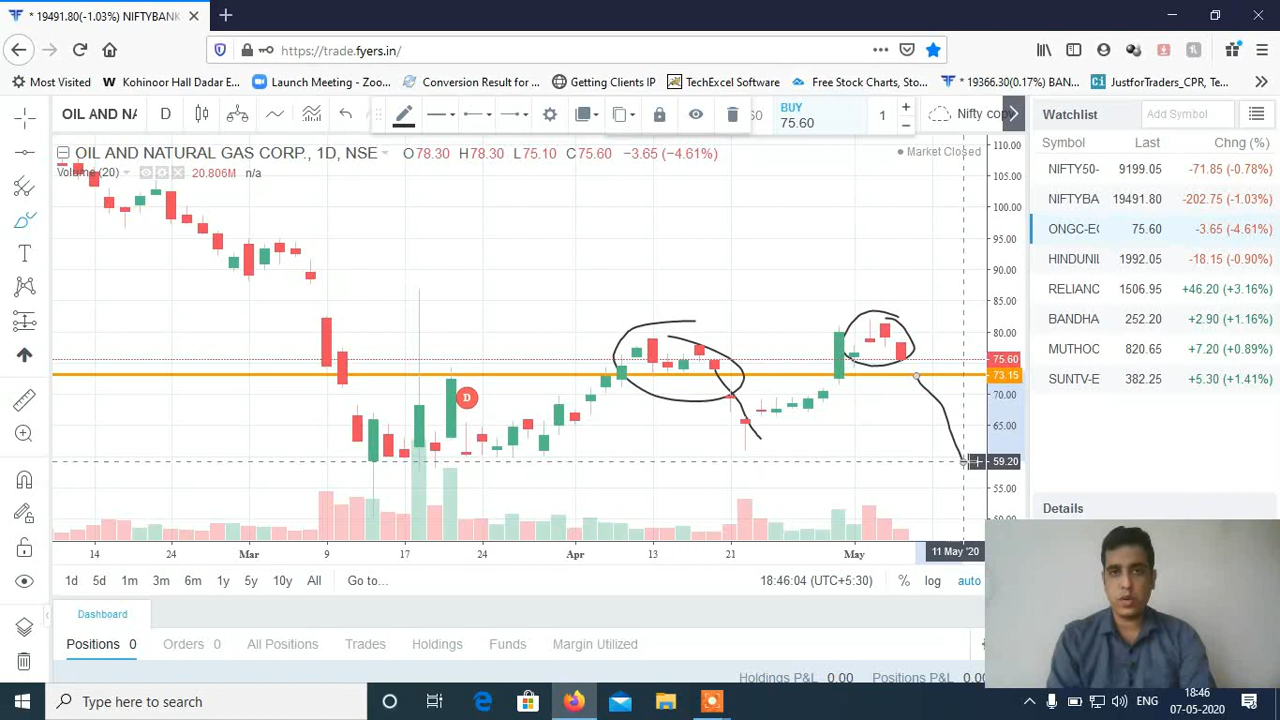 * 19491.80(-1.03%) NIFTYBANK
https://trade.fyers.in/
Most Visited
Kohinoor Hall Dadar E...
Launch Meeting - Zoo...
Conversion Result for ...
Getting Clients IP
TechExcel Software
Free Stock Charts, Sto...
* 19366.30(0.17%) BAN...
JustforTraders_CPR, Te...
OIL AND NA
D
BUY
75.60
1
Nifty cop
Watchlist
Add Symbol
OIL AND NATURAL GAS CORP., 1D, NSE
O78.30 H78.30 L75.10 C75.60 −3.65 (−4.61%)
Market Closed
Volume (20)
20.806M n/a
Symbol Last Chng (%)
NIFTY50- 9199.05 -71.85 (-0.78%)
NIFTYBA 19491.80 -202.75 (-1.03%)
ONGC-EC 75.60 -3.65 (-4.61%)
HINDUNIL 1992.05 -18.15 (-0.90%)
RELIANC 1506.95 +46.20 (+3.16%)
BANDHA 252.20 +2.90 (+1.16%)
MUTHOC 820.65 +7.20 (+0.89%)
SUNTV-E 382.25 +5.30 (+1.41%)
110.00
105.00
100.00
95.00
90.00
85.00
80.00
75.60
73.15
70.00
65.00
59.20
55.00
50.00
D
14 24 Mar 9 17 24 Apr 13 21 May 11 May '20
Details
1d 5d 1m 3m 6m 1y 5y 10y All Go to...
18:46:04 (UTC+5:30) % log auto
Dashboard
Positions 0 Orders 0 All Positions Trades Holdings Funds Margin Utilized
Holdings P&L 0.00 Positions P&L
Type here to search
ENG
18:46
07-05-2020